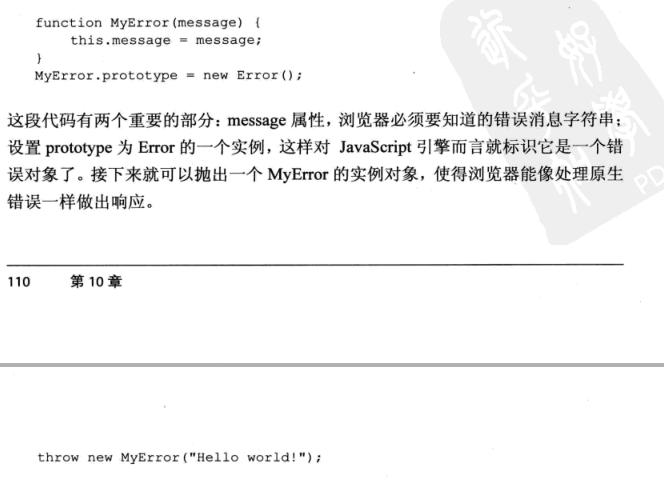 function MyError(message) {
    this.message = message;
}
MyError.prototype = new Error();
这段代码有两个重要的部分：message 属性，浏览器必须要知道的错误消息字符串；
设置 prototype 为 Error 的一个实例，这样对 JavaScript 引擎而言就标识它是一个错
误对象了。接下来就可以抛出一个 MyError 的实例对象，使得浏览器能像处理原生
错误一样做出响应。
110 第 10 章
throw new MyError("Hello world!");